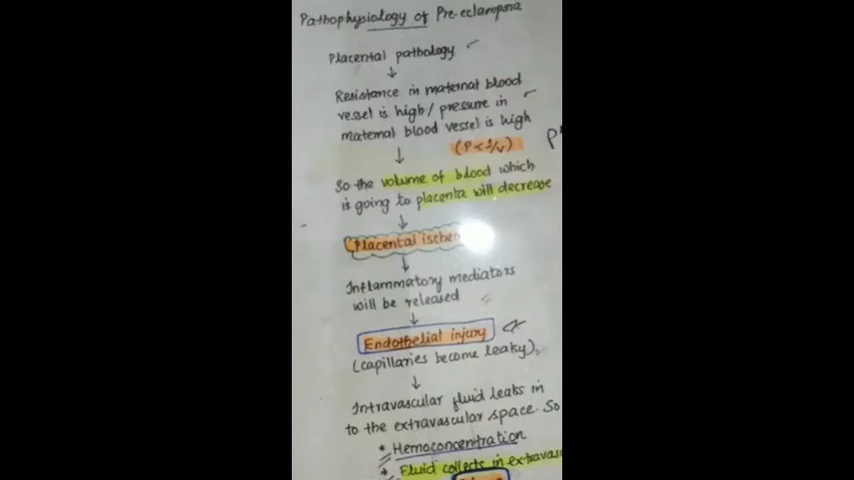 Pathophysiology of Pre-eclampsia
Placental pathology
Resistance in maternal blood
vessel is high/ pressure in
maternal blood vessel is high
(P < 1/v)
So the volume of blood which
is going to placenta will decrease
Placental
Inflammatory mediators
will be released
Endothelial injury
(capillaries become leaky),
Intravascular fluid leaks in
to the extravascular space. So
* Hemoconcentration
* Fluid collects in